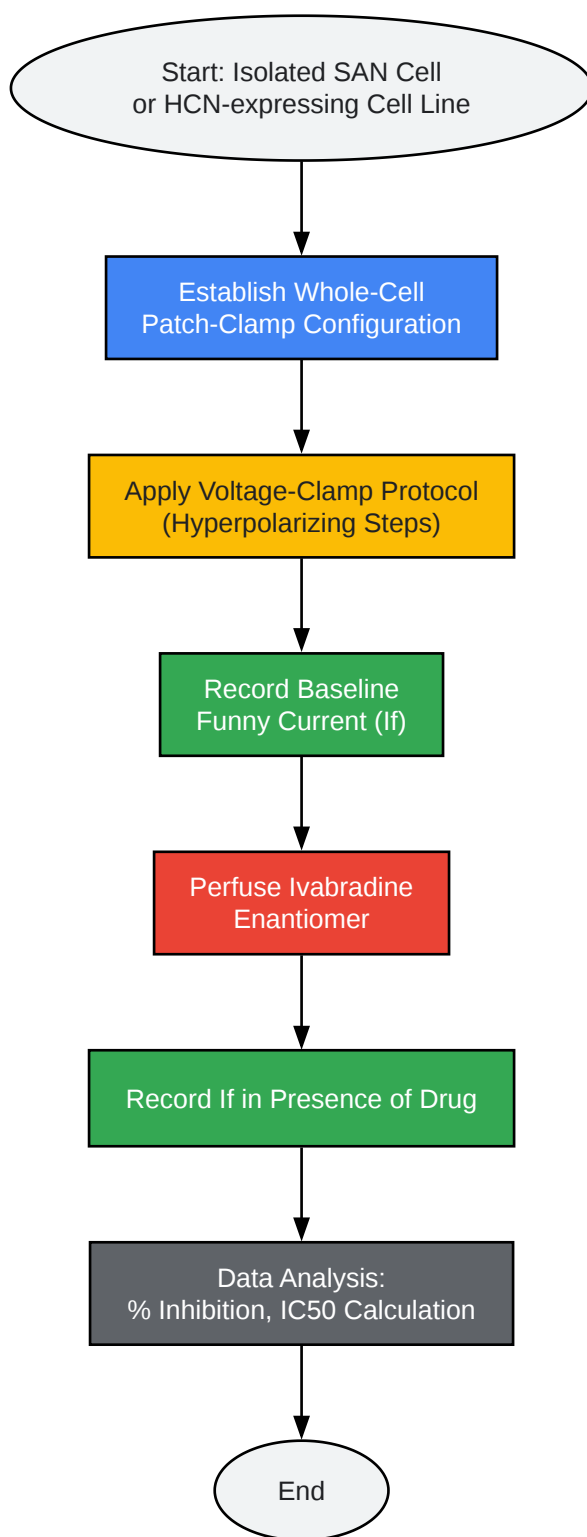 Start: Isolated SAN Cell
or HCN-expressing Cell Line
Establish Whole-Cell
Patch-Clamp Configuration
Apply Voltage-Clamp Protocol
(Hyperpolarizing Steps)
Record Baseline
Funny Current (If)
Perfuse Ivabradine
Enantiomer
Record If in Presence of Drug
Data Analysis:
% Inhibition, IC50 Calculation
End